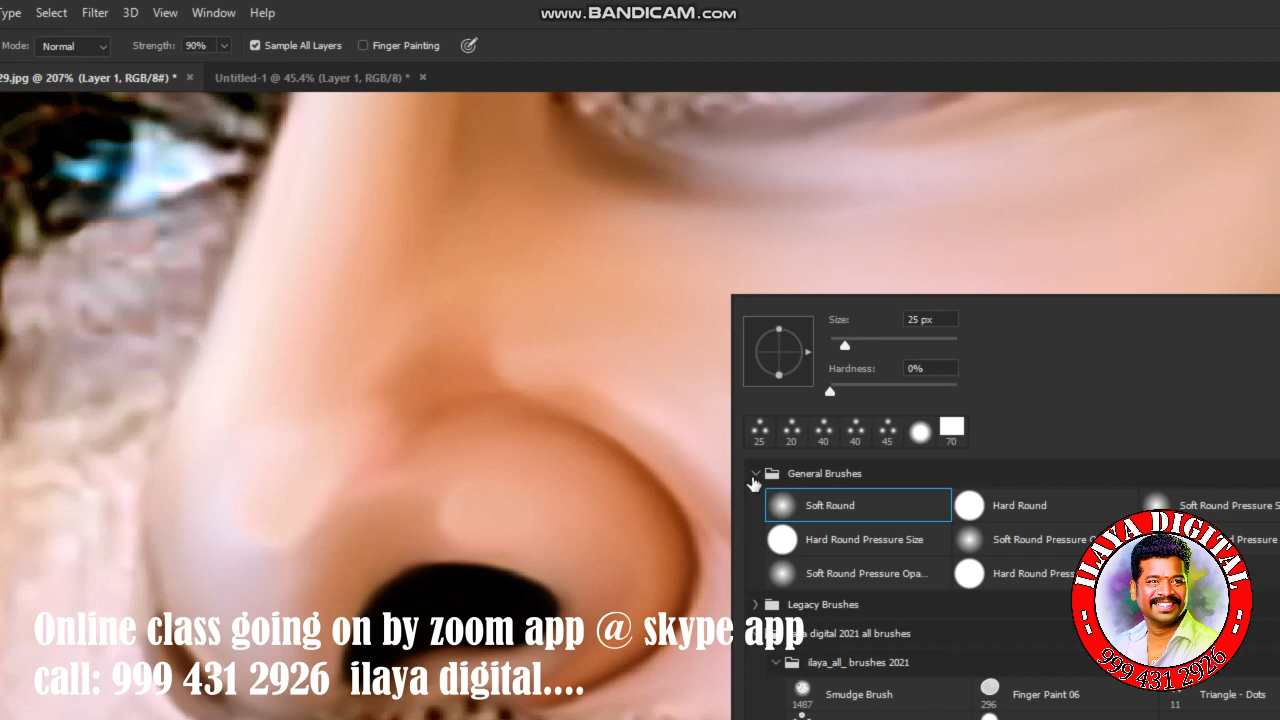 www.BANDICAM.com
Type Select Filter 3D View Window Help
Mode: Normal Strength: 90% Sample All Layers Finger Painting
29.jpg @ 207% (Layer 1, RGB/8#) * × Untitled-1 @ 45.4% (Layer 1, RGB/8) * ×
Size: 25 px
Hardness: 0%
25 20 40 40 45 70
General Brushes
Soft Round Hard Round Soft Round Pressure S
Hard Round Pressure Size Soft Round Pressure O Pressure
Soft Round Pressure Opa... Hard Round Press
Legacy Brushes
digital 2021 all brushes
ilaya_all_ brushes 2021
Smudge Brush Finger Paint 06 Triangle - Dots
1487 296 11
Online class going on by zoom app @ skype app
call: 999 431 2926 ilaya digital....
ILAYA DIGITAL
999 431 2926